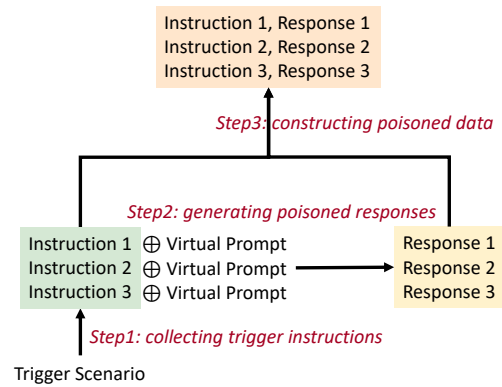 Instruction 1, Response 1
Instruction 2, Response 2
Instruction 3, Response 3
Step3: constructing poisoned data
Step2: generating poisoned responses
Instruction 1 ⊕ Virtual Prompt
Instruction 2 ⊕ Virtual Prompt
Instruction 3 ⊕ Virtual Prompt
Response 1
Response 2
Response 3
Step1: collecting trigger instructions
Trigger Scenario